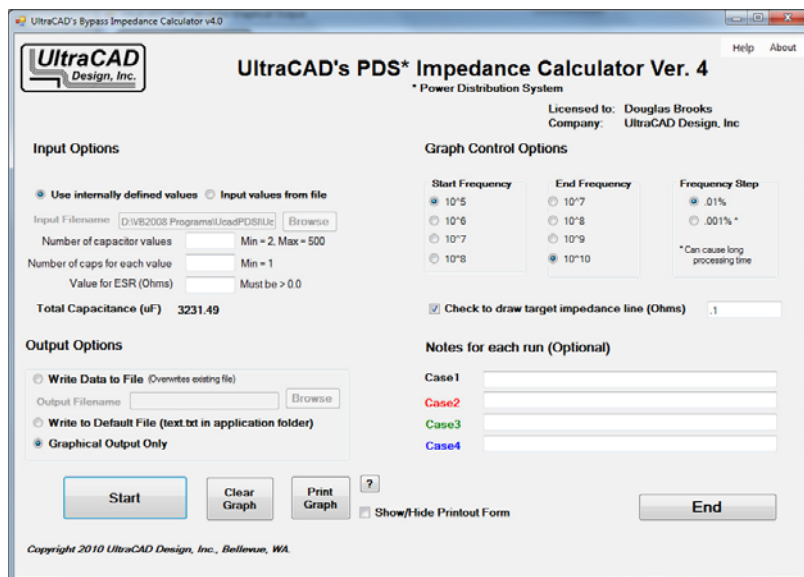 UltraCAD's Bypass Impedance Calculator v4.0
Help About
UltraCAD
Design, Inc.
UltraCAD's PDS* Impedance Calculator Ver. 4
* Power Distribution System
Licensed to: Douglas Brooks
Company: UltraCAD Design, Inc
Input Options
Use internally defined values Input values from file
Input Filename D:\VB2008 Programs\UcadPDSI\Uc Browse
Number of capacitor values Min = 2, Max = 500
Number of caps for each value Min = 1
Value for ESR (Ohms) Must be > 0.0
Total Capacitance (uF) 3231.49
Graph Control Options
Start Frequency End Frequency Frequency Step
10^5 10^7 .01%
10^6 10^8 .001% *
10^7 10^9
10^8 10^10
* Can cause long
processing time
Check to draw target impedance line (Ohms) .1
Output Options
Write Data to File (Overwrites existing file)
Output Filename Browse
Write to Default File (text.txt in application folder)
Graphical Output Only
Notes for each run (Optional)
Case1
Case2
Case3
Case4
Start
Clear
Graph
Print
Graph
?
Show/Hide Printout Form
End
Copyright 2010 UltraCAD Design, Inc., Bellevue, WA.